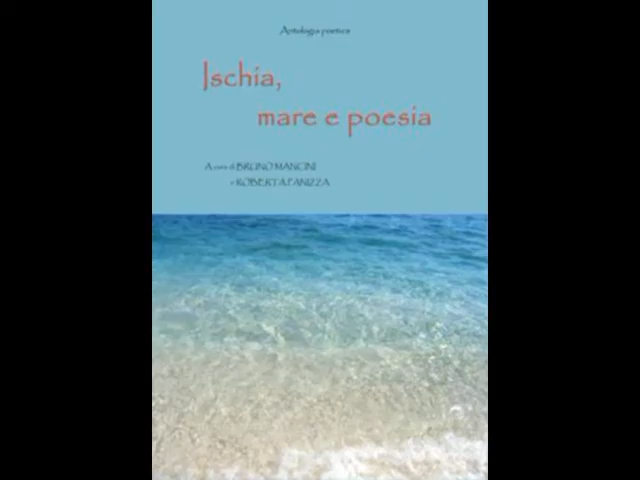 Antologia poetica
Ischia,
mare e poesia
A cura di BRUNO MANCINI
e ROBERTA PANIZZA